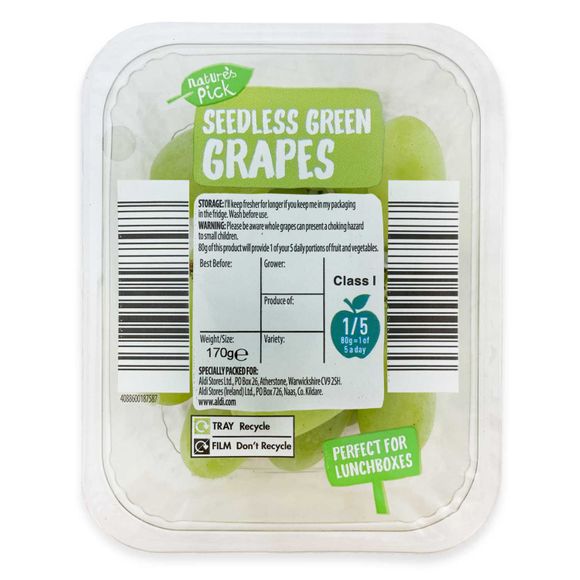 nature's
pick
SEEDLESS GREEN
GRAPES
STORAGE: I'll keep fresher for longer if you keep me in my packaging
in the fridge. Wash before use.
WARNING: Please be aware whole grapes can present a choking hazard
to small children.
80g of this product will provide 1 of your 5 daily portions of fruit and vegetables.
Best Before:
Grower:
Produce of:
Class I
1/5
80g=1 of
5 a day
Weight/Size:
170g℮
Variety:
SPECIALLY PACKED FOR:
Aldi Stores Ltd., PO Box 26, Atherstone, Warwickshire CV9 2SH.
Aldi Stores (Ireland) Ltd., PO Box 726, Naas, Co. Kildare.
www.aldi.com
4088600187587
TRAY Recycle
FILM Don't Recycle
PERFECT FOR
LUNCHBOXES